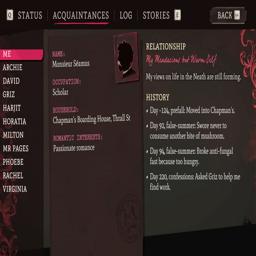 Q STATUS | ACQUAINTANCES | LOG | STORIES E BACK
ME
ARCHIE
DAVID
GRIZ
HARJIT
HORATIA
MILTON
MR PAGES
PHOEBE
RACHEL
VIRGINIA
NAME:
Monsieur Séamus
OCCUPATION:
Scholar
HOUSEHOLD:
Chapman's Boarding House, Thrall St
ROMANTIC INTERESTS:
Passionate romance
RELATIONSHIP
My Mendacious and Warm Self
My views on life in the Neath are still forming.
HISTORY
• Day -124, prefall: Moved into Chapman's.
• Day 92, false-summer: Swore never to
consume another bite of mushroom.
• Day 94, false-summer: Broke anti-fungal
fast because too hungry.
• Day 220, confessions: Asked Griz to help me
find work.